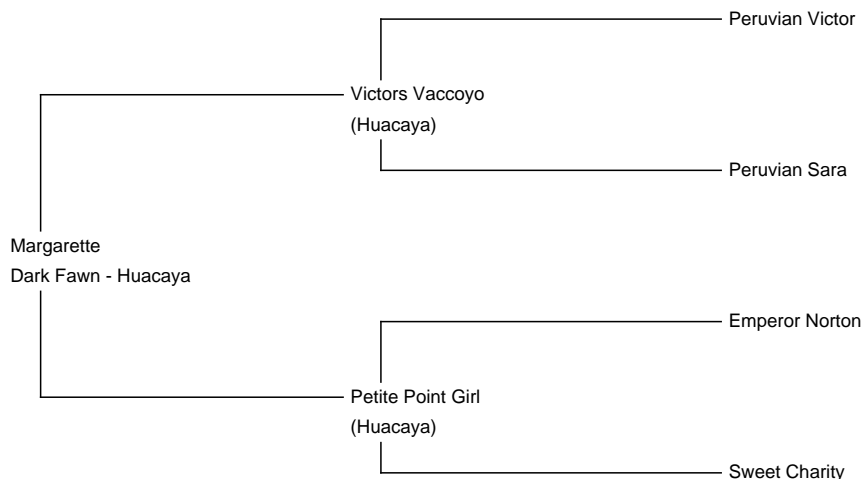 Peruvian Victor
Victors Vaccoyo
(Huacaya)
Peruvian Sara
Margarette
Dark Fawn - Huacaya
Emperor Norton
Petite Point Girl
(Huacaya)
Sweet Charity